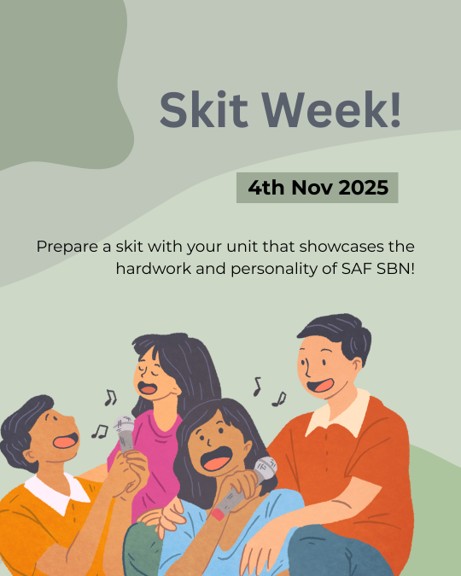 Skit Week!
4th Nov 2025
Prepare a skit with your unit that showcases the
hardwork and personality of SAF SBN!